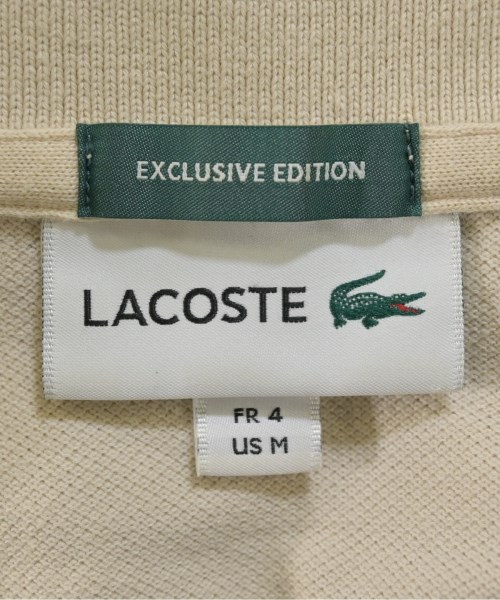 EXCLUSIVE EDITION
LACOSTE
FR 4
US M